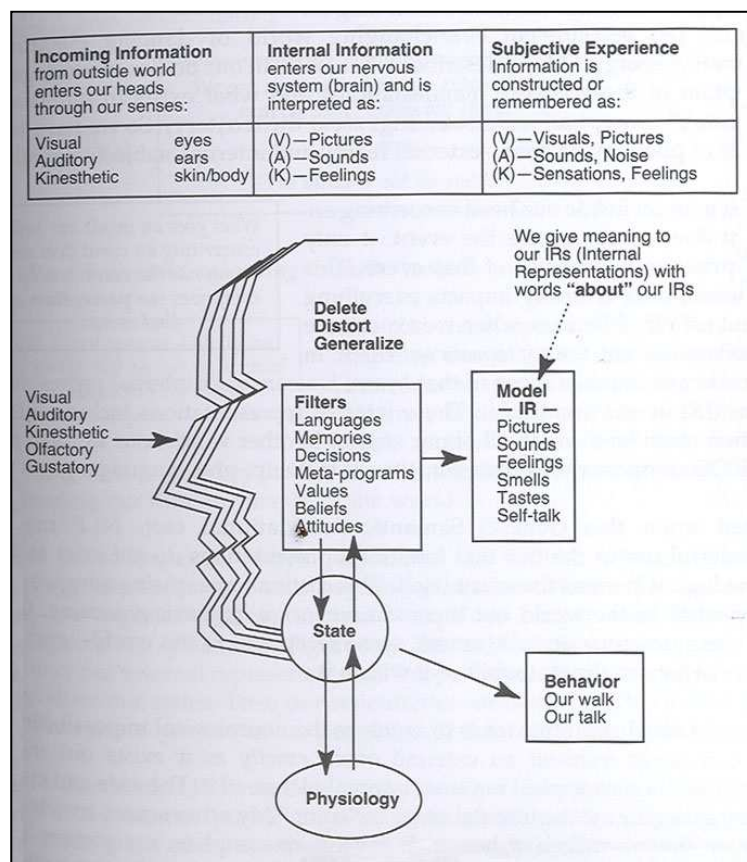 Incoming Information
from outside world
enters our heads
through our senses:
Internal Information
enters our nervous
system (brain) and is
interpreted as:
Subjective Experience
Information is
constructed or
remembered as:
Visual eyes
Auditory ears
Kinesthetic skin/body
(V)—Pictures
(A)—Sounds
(K)—Feelings
(V)—Visuals, Pictures
(A)—Sounds, Noise
(K)—Sensations, Feelings
We give meaning to
our IRs (Internal
Representations) with
words "about" our IRs
Delete
Distort
Generalize
Visual
Auditory
Kinesthetic
Olfactory
Gustatory
Filters
Languages
Memories
Decisions
Meta-programs
Values
Beliefs
Attitudes
Model
IR —
Pictures
Sounds
Feelings
Smells
Tastes
Self-talk
State
Behavior
Our walk
Our talk
Physiology